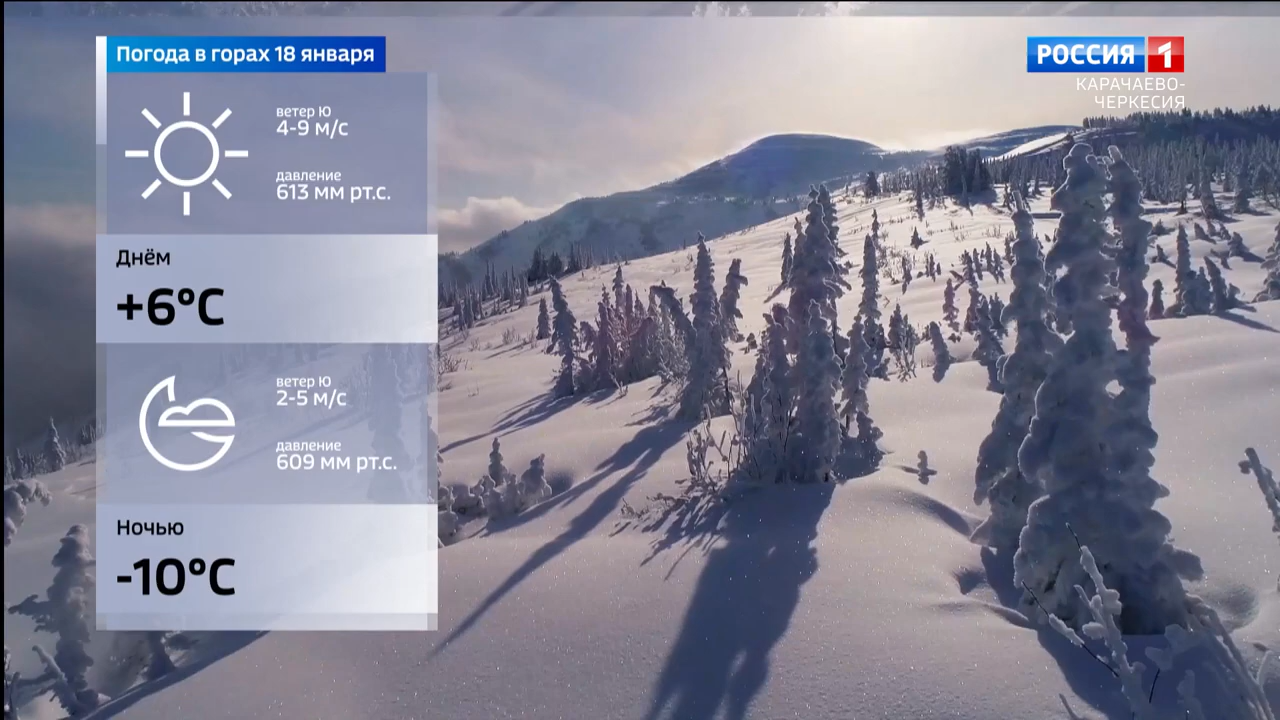 Погода в горах 18 января
ветер Ю
4-9 м/с
давление
613 мм рт.с.
Днём
+6°C
ветер Ю
2-5 м/с
давление
609 мм рт.с.
Ночью
-10°C
РОССИЯ 1
КАРАЧАЕВО-
ЧЕРКЕСИЯ